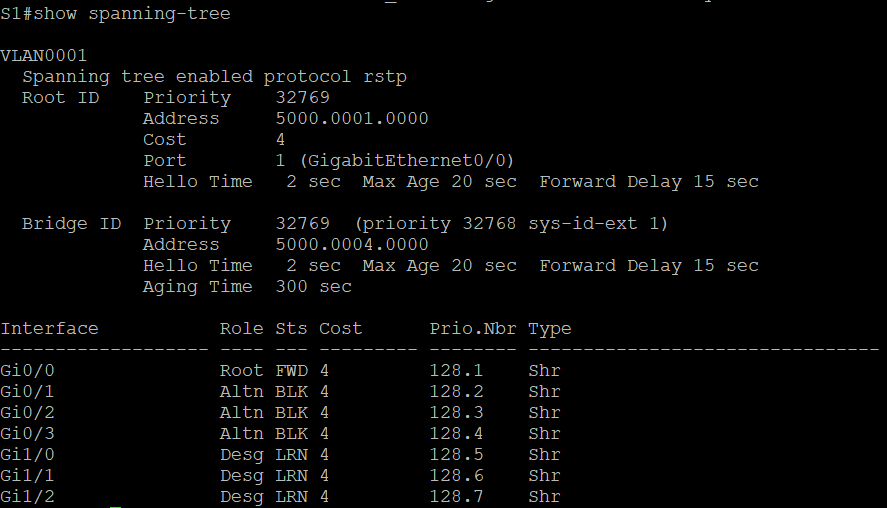 S1#show spanning-tree
VLAN0001
  Spanning tree enabled protocol rstp
  Root ID    Priority    32769
             Address     5000.0001.0000
             Cost        4
             Port        1 (GigabitEthernet0/0)
             Hello Time   2 sec  Max Age 20 sec  Forward Delay 15 sec
  Bridge ID  Priority    32769  (priority 32768 sys-id-ext 1)
             Address     5000.0004.0000
             Hello Time   2 sec  Max Age 20 sec  Forward Delay 15 sec
             Aging Time  300 sec
Interface           Role Sts Cost      Prio.Nbr Type
------------------- ---- --- --------- -------- --------------------------------
Gi0/0               Root FWD 4         128.1    Shr
Gi0/1               Altn BLK 4         128.2    Shr
Gi0/2               Altn BLK 4         128.3    Shr
Gi0/3               Altn BLK 4         128.4    Shr
Gi1/0               Desg LRN 4         128.5    Shr
Gi1/1               Desg LRN 4         128.6    Shr
Gi1/2               Desg LRN 4         128.7    Shr